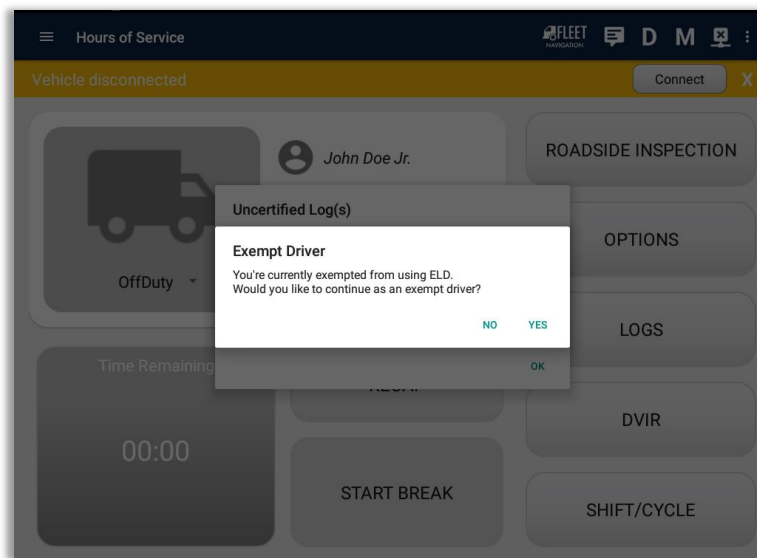 Hours of Service
FLEET
NAVIGATION
D M
Vehicle disconnected
Connect X
John Doe Jr.
OffDuty
ROADSIDE INSPECTION
OPTIONS
LOGS
DVIR
SHIFT/CYCLE
Uncertified Log(s)
Exempt Driver
You're currently exempted from using ELD.
Would you like to continue as an exempt driver?
NO YES
OK
Time Remaining
00:00
START BREAK